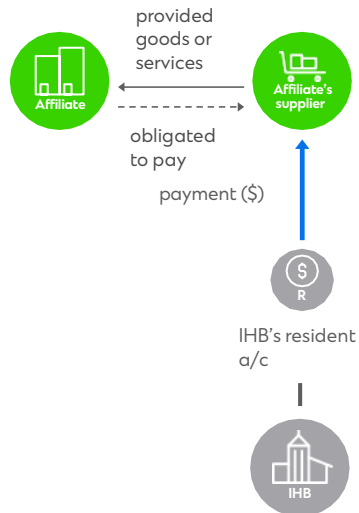 provided
goods or
services
Affiliate
Affiliate's
supplier
obligated
to pay
payment ($)
$
R
IHB's resident
a/c
IHB